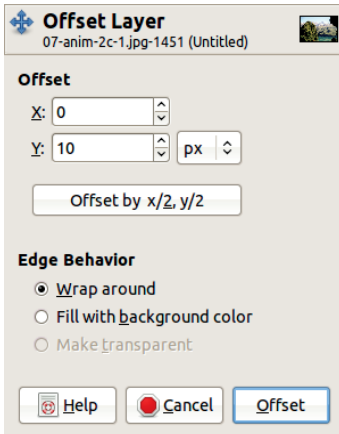 Offset Layer
07-anim-2c-1.jpg-1451 (Untitled)
Offset
X: 0
Y: 10 px
Offset by x/2, y/2
Edge Behavior
Wrap around
Fill with background color
Make transparent
Help Cancel Offset